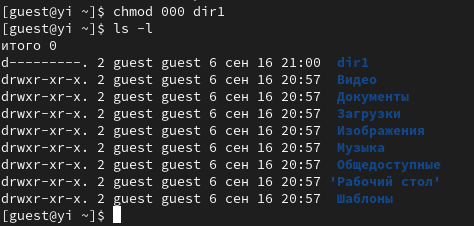 [guest@yi ~]$ chmod 000 dir1
[guest@yi ~]$ ls -l
итого 0
d---------. 2 guest guest 6 сен 16 21:00  dir1
drwxr-xr-x. 2 guest guest 6 сен 16 20:57  Видео
drwxr-xr-x. 2 guest guest 6 сен 16 20:57  Документы
drwxr-xr-x. 2 guest guest 6 сен 16 20:57  Загрузки
drwxr-xr-x. 2 guest guest 6 сен 16 20:57  Изображения
drwxr-xr-x. 2 guest guest 6 сен 16 20:57  Музыка
drwxr-xr-x. 2 guest guest 6 сен 16 20:57  Общедоступные
drwxr-xr-x. 2 guest guest 6 сен 16 20:57 'Рабочий стол'
drwxr-xr-x. 2 guest guest 6 сен 16 20:57  Шаблоны
[guest@yi ~]$